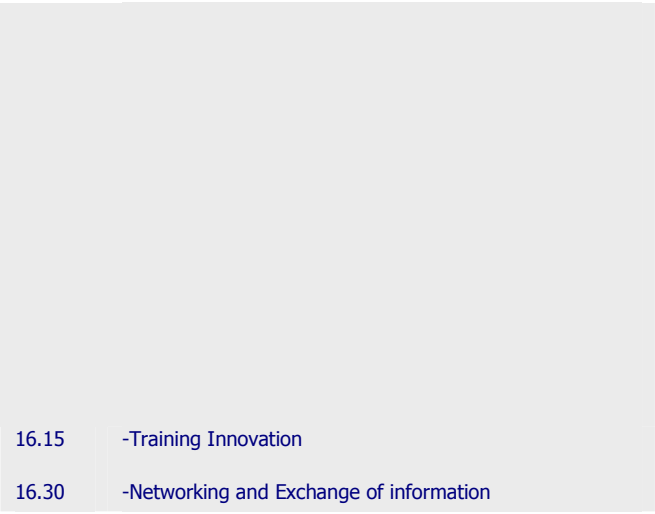 16.15 -Training Innovation
16.30 -Networking and Exchange of information